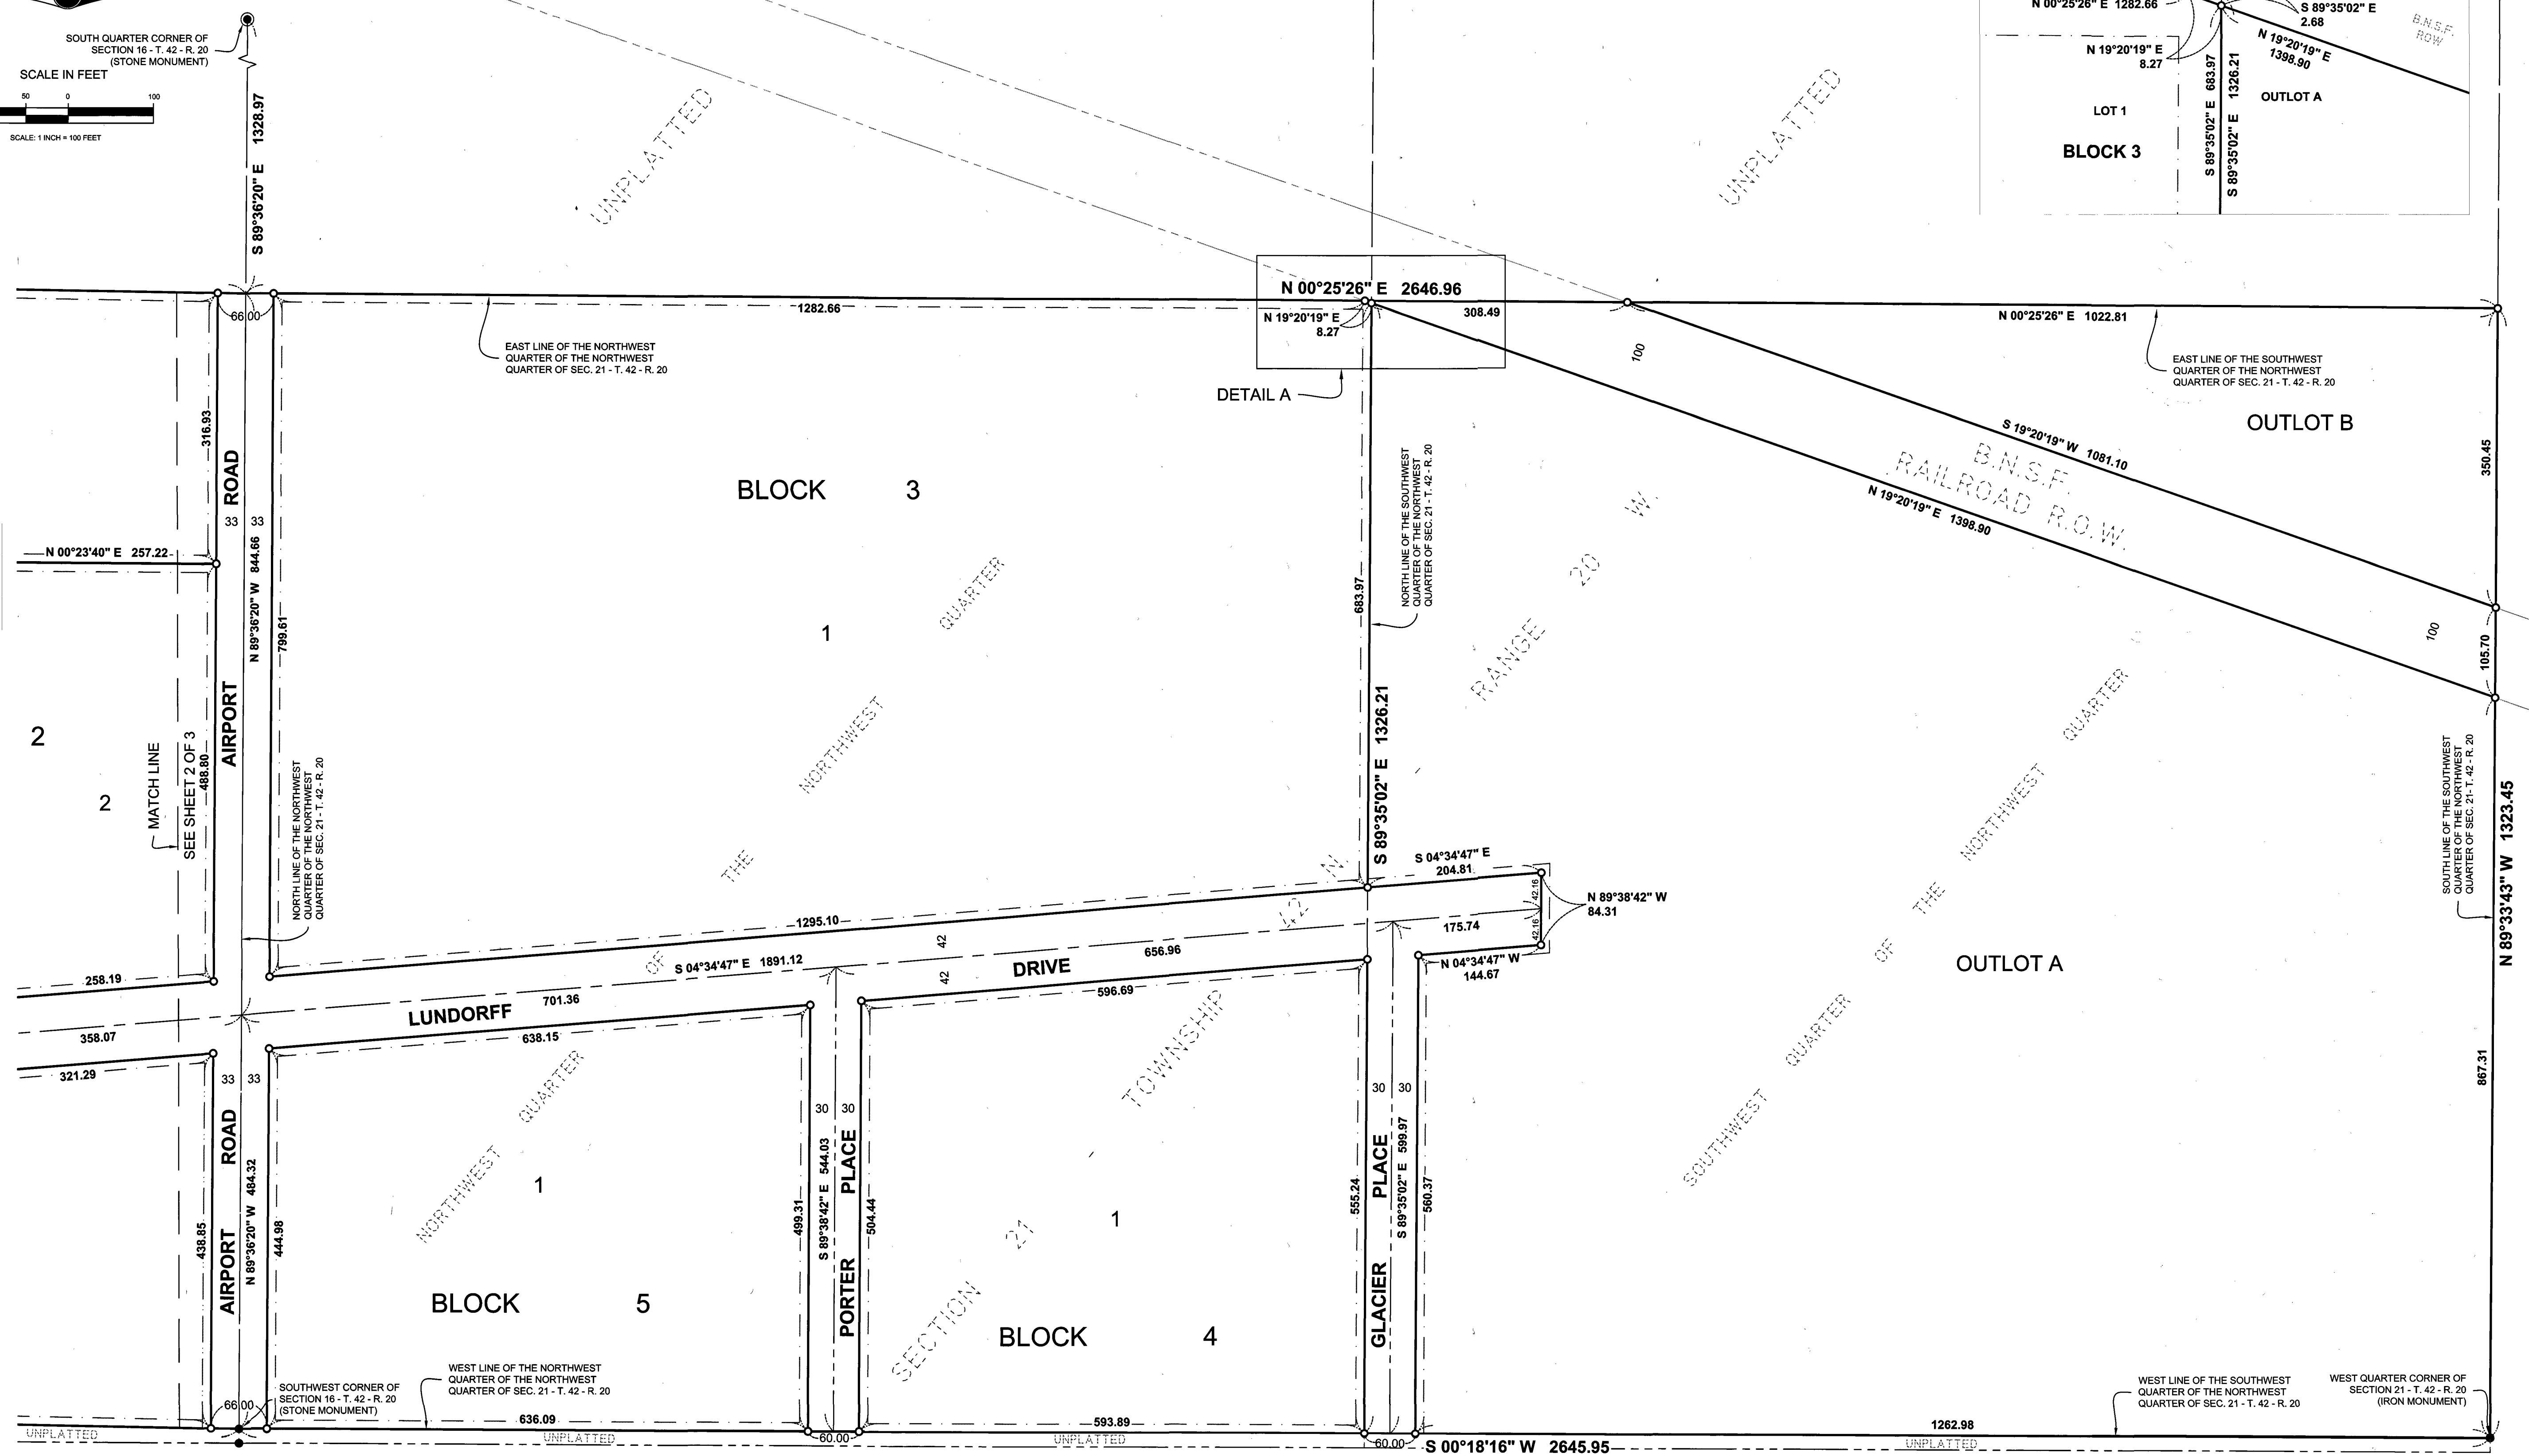 SOUTH QUARTER CORNER OF
SECTION 16 - T. 42 - R. 20
(STONE MONUMENT)
SCALE IN FEET
50 0 100
SCALE: 1 INCH = 100 FEET
S 89°36'20" E 1328.97
UNPLATTED
UNPLATTED
N 00°25'26" E 1282.66
S 89°35'02" E
2.68
B.N.S.F.
ROW
N 19°20'19" E
1398.90
N 19°20'19" E
8.27
S 89°35'02" E 683.97
S 89°35'02" E 1326.21
OUTLOT A
LOT 1
BLOCK 3
66.00
1282.66
N 00°25'26" E 2646.96
N 19°20'19" E
8.27
308.49
DETAIL A
N 00°25'26" E 1022.81
EAST LINE OF THE NORTHWEST
QUARTER OF THE NORTHWEST
QUARTER OF SEC. 21 - T. 42 - R. 20
EAST LINE OF THE SOUTHWEST
QUARTER OF THE NORTHWEST
QUARTER OF SEC. 21 - T. 42 - R. 20
100
OUTLOT B
S 19°20'19" W 1081.10
B.N.S.F.
RAILROAD R.O.W.
N 19°20'19" E 1398.90
350.45
100
105.70
316.93
AIRPORT ROAD
33 33
N 89°36'20" W 844.66
799.61
N 00°23'40" E 257.22
488.80
2
2
MATCH LINE
SEE SHEET 2 OF 3
NORTH LINE OF THE NORTHWEST
QUARTER OF THE NORTHWEST
QUARTER OF SEC. 21 - T. 42 - R. 20
BLOCK 3
1
NORTHWEST QUARTER
OF THE
NORTHWEST QUARTER
683.97
NORTH LINE OF THE SOUTHWEST
QUARTER OF THE NORTHWEST
QUARTER OF SEC. 21 - T. 42 - R. 20
S 89°35'02" E 1326.21
SECTION 21
TOWNSHIP 42 N.
RANGE 20 W.
SOUTHWEST QUARTER
OF THE
NORTHWEST QUARTER
SOUTH LINE OF THE SOUTHWEST
QUARTER OF THE NORTHWEST
QUARTER OF SEC. 21 - T. 42 - R. 20
N 89°33'43" W 1323.45
867.31
S 04°34'47" E
204.81
42.16
42.16
N 89°38'42" W
84.31
175.74
N 04°34'47" W
144.67
OUTLOT A
258.19
358.07
321.29
1295.10
42
42
S 04°34'47" E 1891.12
701.36
656.96
LUNDORFF DRIVE
638.15
596.69
33 33
AIRPORT ROAD
438.85
N 89°36'20" W 484.32
444.98
1
BLOCK 5
499.31
30 30
S 89°38'42" E 544.03
PORTER PLACE
504.44
1
BLOCK 4
555.24
30 30
GLACIER PLACE
S 89°35'02" E 599.97
560.37
66.00
SOUTHWEST CORNER OF
SECTION 16 - T. 42 - R. 20
(STONE MONUMENT)
WEST LINE OF THE NORTHWEST
QUARTER OF THE NORTHWEST
QUARTER OF SEC. 21 - T. 42 - R. 20
WEST LINE OF THE SOUTHWEST
QUARTER OF THE NORTHWEST
QUARTER OF SEC. 21 - T. 42 - R. 20
WEST QUARTER CORNER OF
SECTION 21 - T. 42 - R. 20
(IRON MONUMENT)
636.09
60.00
593.89
60.00
1262.98
S 00°18'16" W 2645.95
UNPLATTED
UNPLATTED
UNPLATTED
UNPLATTED